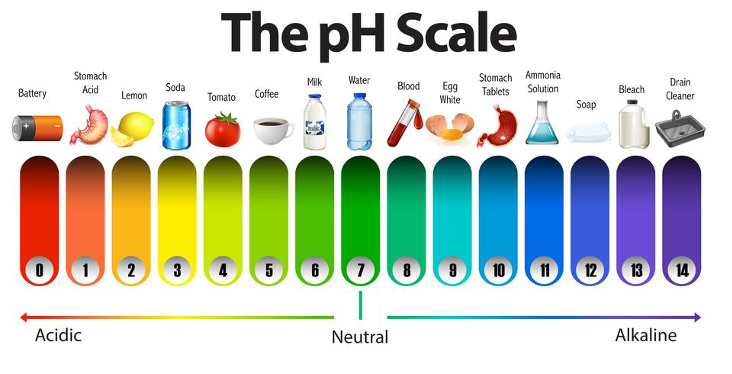 The pH Scale
Battery
Stomach
Acid
Lemon
Soda
Tomato
Coffee
Milk
Water
Blood
Egg
White
Stomach
Tablets
Ammonia
Solution
Soap
Bleach
Drain
Cleaner
Soda
0 1 2 3 4 5 6 7 8 9 10 11 12 13 14
Acidic
Neutral
Alkaline